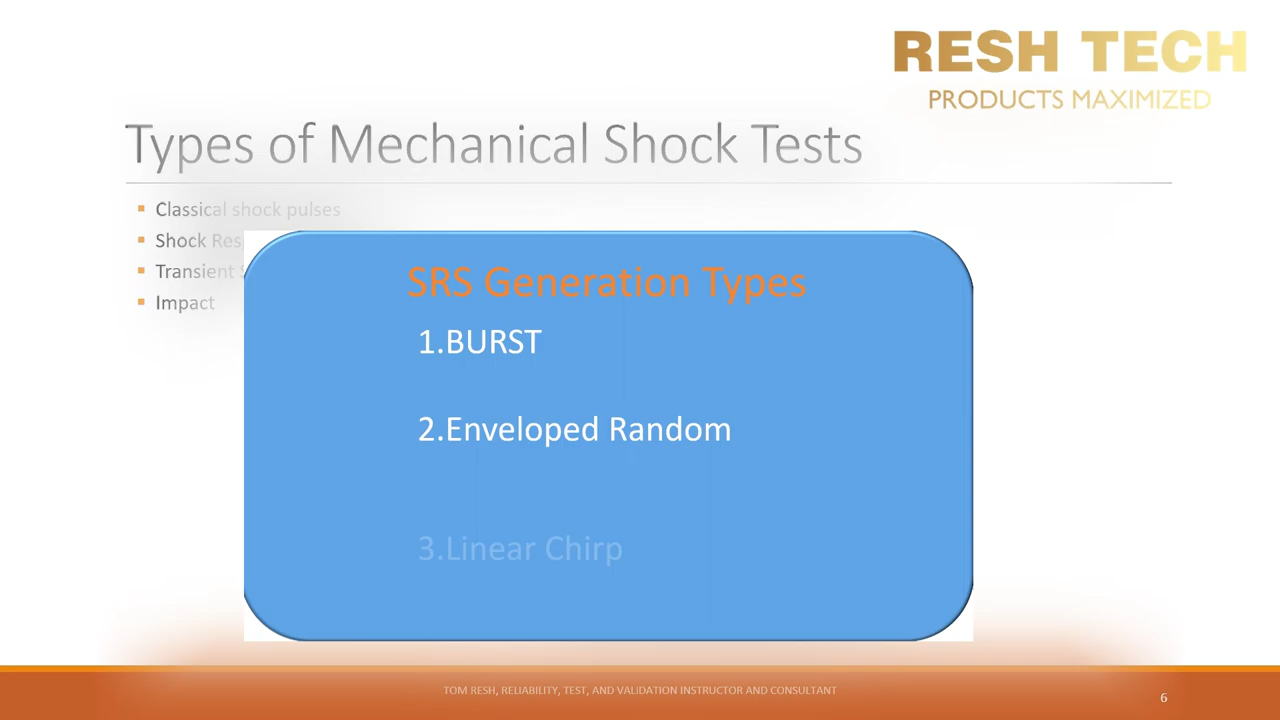 RESH TECH
PRODUCTS MAXIMIZED
Types of Mechanical Shock Tests
Classical shock pulses
Shock Res
Transient
Impact
SRS Generation Types
1.BURST
2.Enveloped Random
3.Linear Chirp
TOM RESH, RELIABILITY, TEST, AND VALIDATION INSTRUCTOR AND CONSULTANT
6